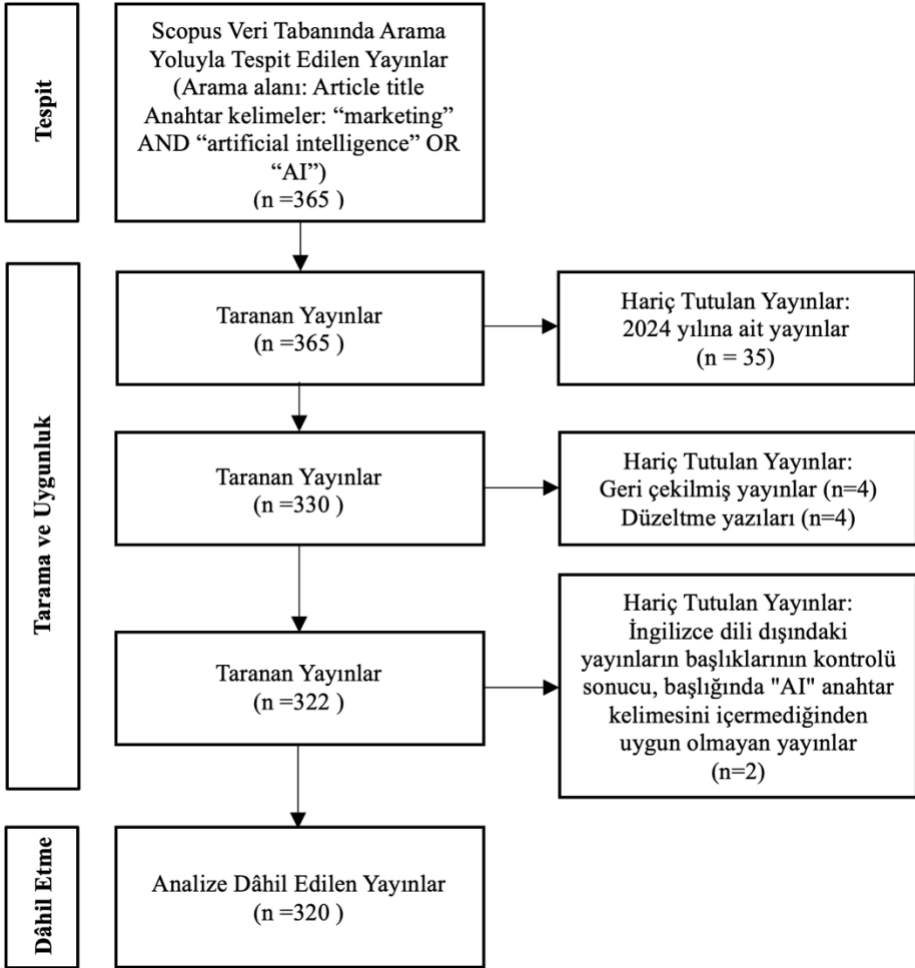 Tespit
Scopus Veri Tabanında Arama
Yoluyla Tespit Edilen Yayınlar
(Arama alanı: Article title
Anahtar kelimeler: “marketing”
AND “artificial intelligence” OR
“AI”)
(n =365 )
Tarama ve Uygunluk
Taranan Yayınlar
(n =365 )
Hariç Tutulan Yayınlar:
2024 yılına ait yayınlar
(n = 35)
Taranan Yayınlar
(n =330 )
Hariç Tutulan Yayınlar:
Geri çekilmiş yayınlar (n=4)
Düzeltme yazıları (n=4)
Taranan Yayınlar
(n =322 )
Hariç Tutulan Yayınlar:
İngilizce dili dışındaki
yayınların başlıklarının kontrolü
sonucu, başlığında "AI" anahtar
kelimesini içermediğinden
uygun olmayan yayınlar
(n=2)
Dâhil Etme
Analize Dâhil Edilen Yayınlar
(n =320 )